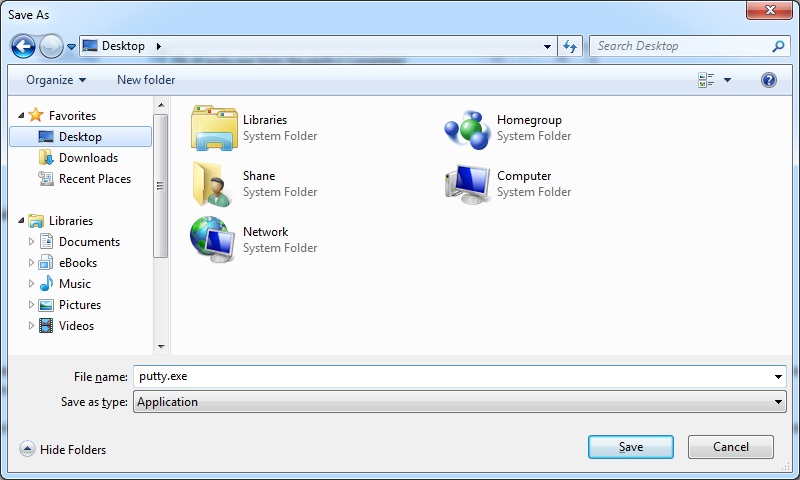 Save As
Desktop
Search Desktop
Organize
New folder
Favorites
Desktop
Downloads
Recent Places
Libraries
Documents
eBooks
Music
Pictures
Videos
Libraries
System Folder
Homegroup
System Folder
Shane
System Folder
Computer
System Folder
Network
System Folder
File name: putty.exe
Save as type: Application
Hide Folders
Save
Cancel